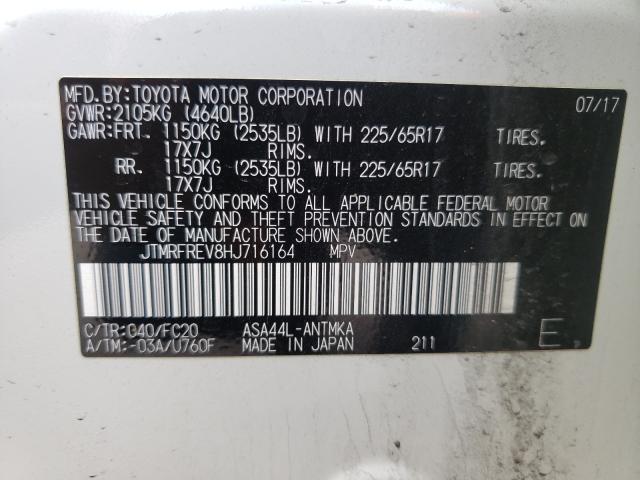 MFD.BY:TOYOTA MOTOR CORPORATION 07/17
GVWR:2105KG (4640LB)
GAWR:FRT. 1150KG (2535LB) WITH 225/65R17 TIRES.
17X7J RIMS.
RR. 1150KG (2535LB) WITH 225/65R17 TIRES.
17X7J RIMS.
THIS VEHICLE CONFORMS TO ALL APPLICABLE FEDERAL MOTOR
VEHICLE SAFETY AND THEFT PREVENTION STANDARDS IN EFFECT ON
THE DATE OF MANUFACTURE SHOWN ABOVE.
JTMRFREV8HJ716164 MPV
C/TR:040/FC20 ASA44L-ANTMKA
A/TM:-03A/U760F MADE IN JAPAN 211 E